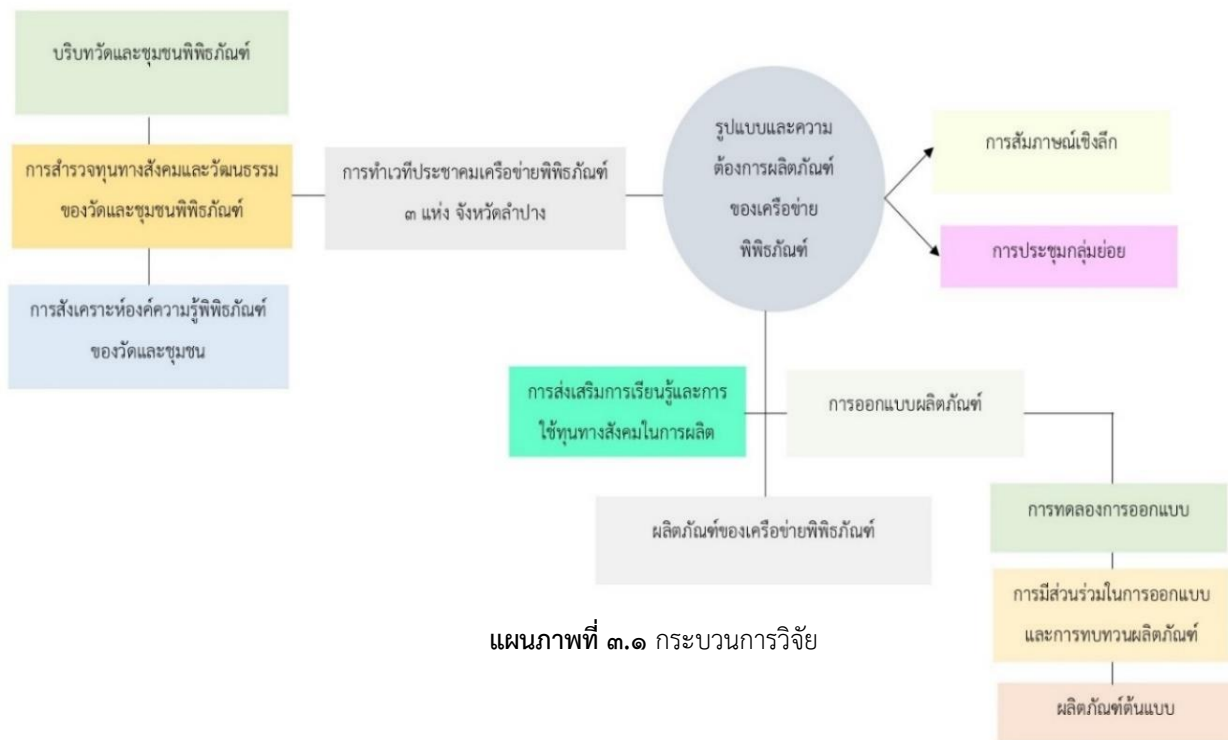 บริบทวัดและชุมชนพิพิธภัณฑ์
การสำรวจทุนทางสังคมและวัฒนธรรม
ของวัดและชุมชนพิพิธภัณฑ์
การสังเคราะห์องค์ความรู้พิพิธภัณฑ์
ของวัดและชุมชน
การทำเวทีประชาคมเครือข่ายพิพิธภัณฑ์
๓ แห่ง จังหวัดลำปาง
รูปแบบและความ
ต้องการผลิตภัณฑ์
ของเครือข่าย
พิพิธภัณฑ์
การสัมภาษณ์เชิงลึก
การประชุมกลุ่มย่อย
การส่งเสริมการเรียนรู้และการ
ใช้ทุนทางสังคมในการผลิต
การออกแบบผลิตภัณฑ์
ผลิตภัณฑ์ของเครือข่ายพิพิธภัณฑ์
การทดลองการออกแบบ
การมีส่วนร่วมในการออกแบบ
และการทบทวนผลิตภัณฑ์
ผลิตภัณฑ์ต้นแบบ
แผนภาพที่ ๓.๑ กระบวนการวิจัย